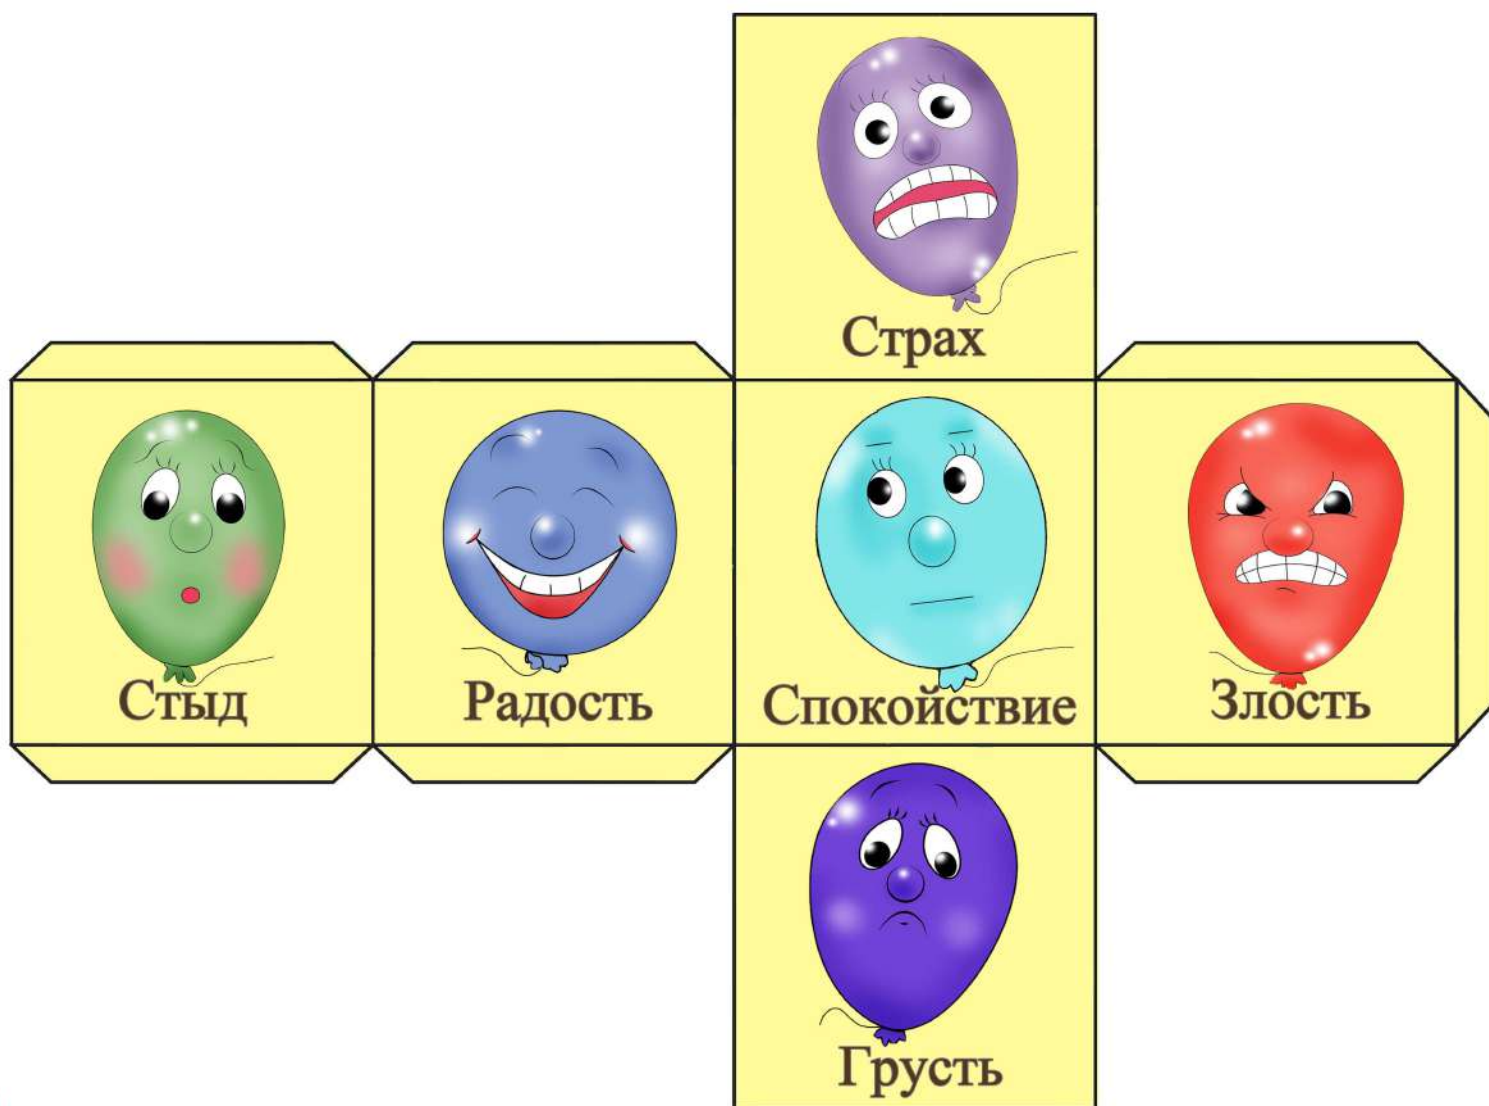 Страх
Стыд
Радость
Спокойствие
Злость
Грусть